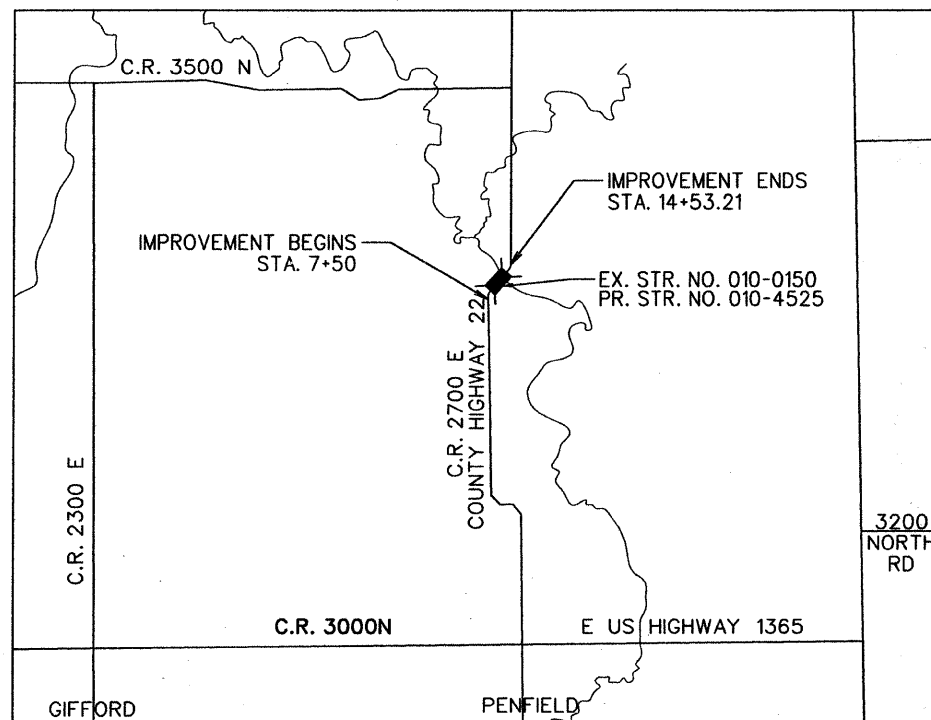 C.R. 3500 N
IMPROVEMENT ENDS
STA. 14+53.21
IMPROVEMENT BEGINS
STA. 7+50
EX. STR. NO. 010-0150
PR. STR. NO. 010-4525
C.R. 2700 E
COUNTY HIGHWAY 22
C.R. 2300 E
3200
NORTH
RD
C.R. 3000N
E US HIGHWAY 1365
GIFFORD
PENFIELD